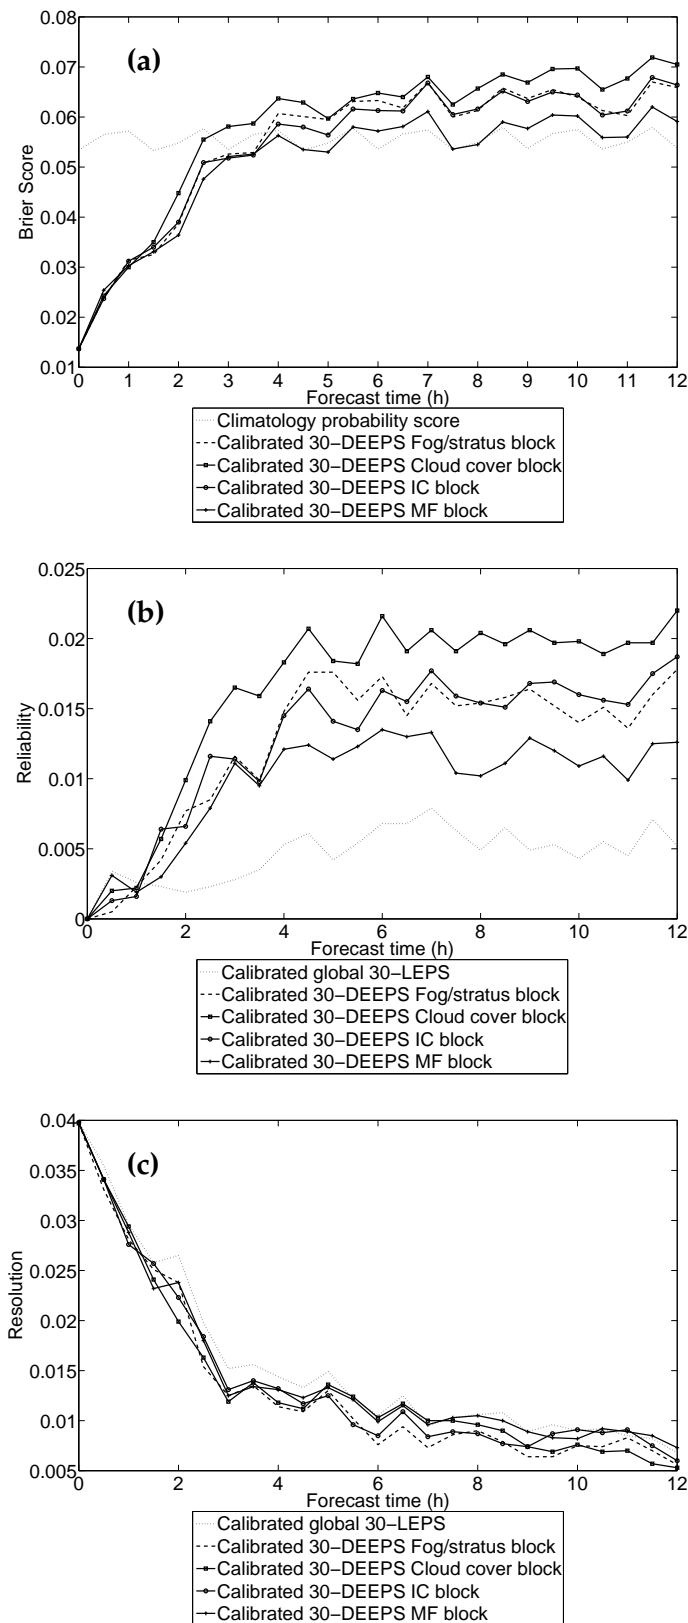 0.08
(a)
0.07
0.06
0.05
0.04
0.03
0.02
0.01
Brier Score
0 1 2 3 4 5 6 7 8 9 10 11 12
Forecast time (h)
Climatology probability score
Calibrated 30−DEEPS Fog/stratus block
Calibrated 30−DEEPS Cloud cover block
Calibrated 30−DEEPS IC block
Calibrated 30−DEEPS MF block
0.025
(b)
0.02
0.015
0.01
0.005
0
Reliability
0 2 4 6 8 10 12
Forecast time (h)
Calibrated global 30−LEPS
Calibrated 30−DEEPS Fog/stratus block
Calibrated 30−DEEPS Cloud cover block
Calibrated 30−DEEPS IC block
Calibrated 30−DEEPS MF block
0.04
(c)
0.035
0.03
0.025
0.02
0.015
0.01
0.005
Resolution
0 2 4 6 8 10 12
Forecast time (h)
Calibrated global 30−LEPS
Calibrated 30−DEEPS Fog/stratus block
Calibrated 30−DEEPS Cloud cover block
Calibrated 30−DEEPS IC block
Calibrated 30−DEEPS MF block